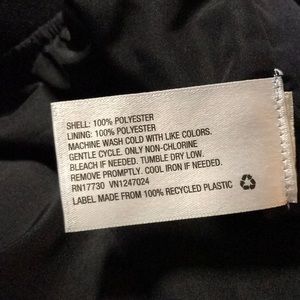 SHELL: 100% POLYESTER
LINING: 100% POLYESTER
MACHINE WASH COLD WITH LIKE COLORS.
GENTLE CYCLE. ONLY NON-CHLORINE
BLEACH IF NEEDED. TUMBLE DRY LOW.
REMOVE PROMPTLY. COOL IRON IF NEEDED.
RN17730 VN1247024
LABEL MADE FROM 100% RECYCLED PLASTIC